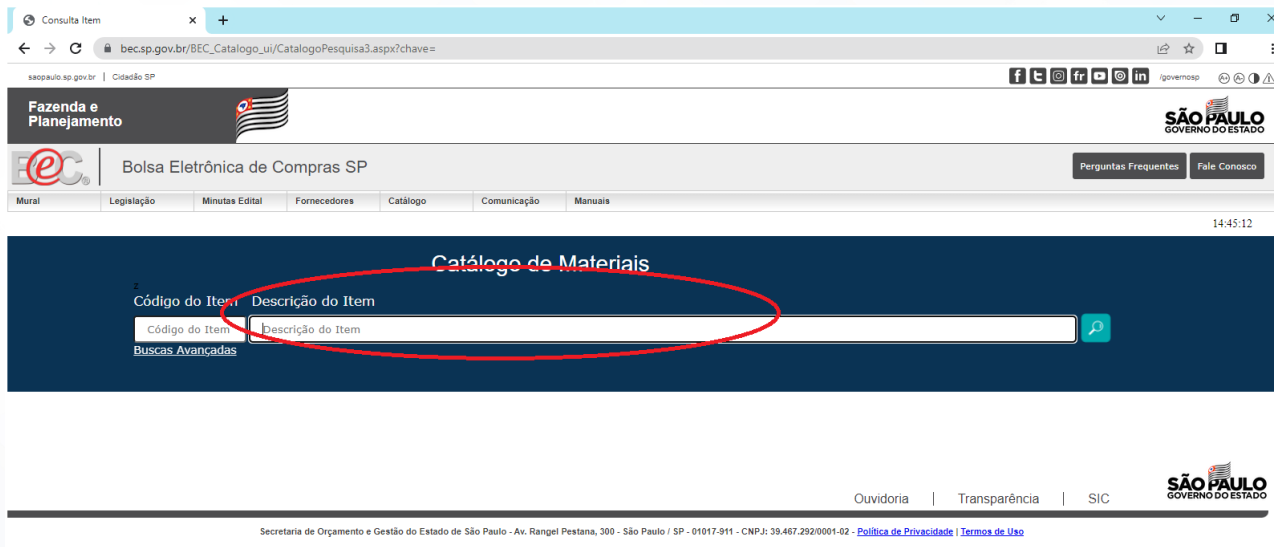 Consulta Item
bec.sp.gov.br/BEC_Catalogo_ui/CatalogoPesquisa3.aspx?chave=
saopaulo.sp.gov.br | Cidadão SP
/governosp
Fazenda e
Planejamento
SÃO PAULO
GOVERNO DO ESTADO
BEC
Bolsa Eletrônica de Compras SP
Perguntas Frequentes
Fale Conosco
Mural Legislação Minutas Edital Fornecedores Catálogo Comunicação Manuais
14:45:12
Catálogo de Materiais
z
Código do Item Descrição do Item
Código do Item Descrição do Item
Buscas Avançadas
Ouvidoria | Transparência | SIC
SÃO PAULO
GOVERNO DO ESTADO
Secretaria de Orçamento e Gestão do Estado de São Paulo - Av. Rangel Pestana, 300 - São Paulo / SP - 01017-911 - CNPJ: 39.467.292/0001-02 - Política de Privacidade | Termos de Uso